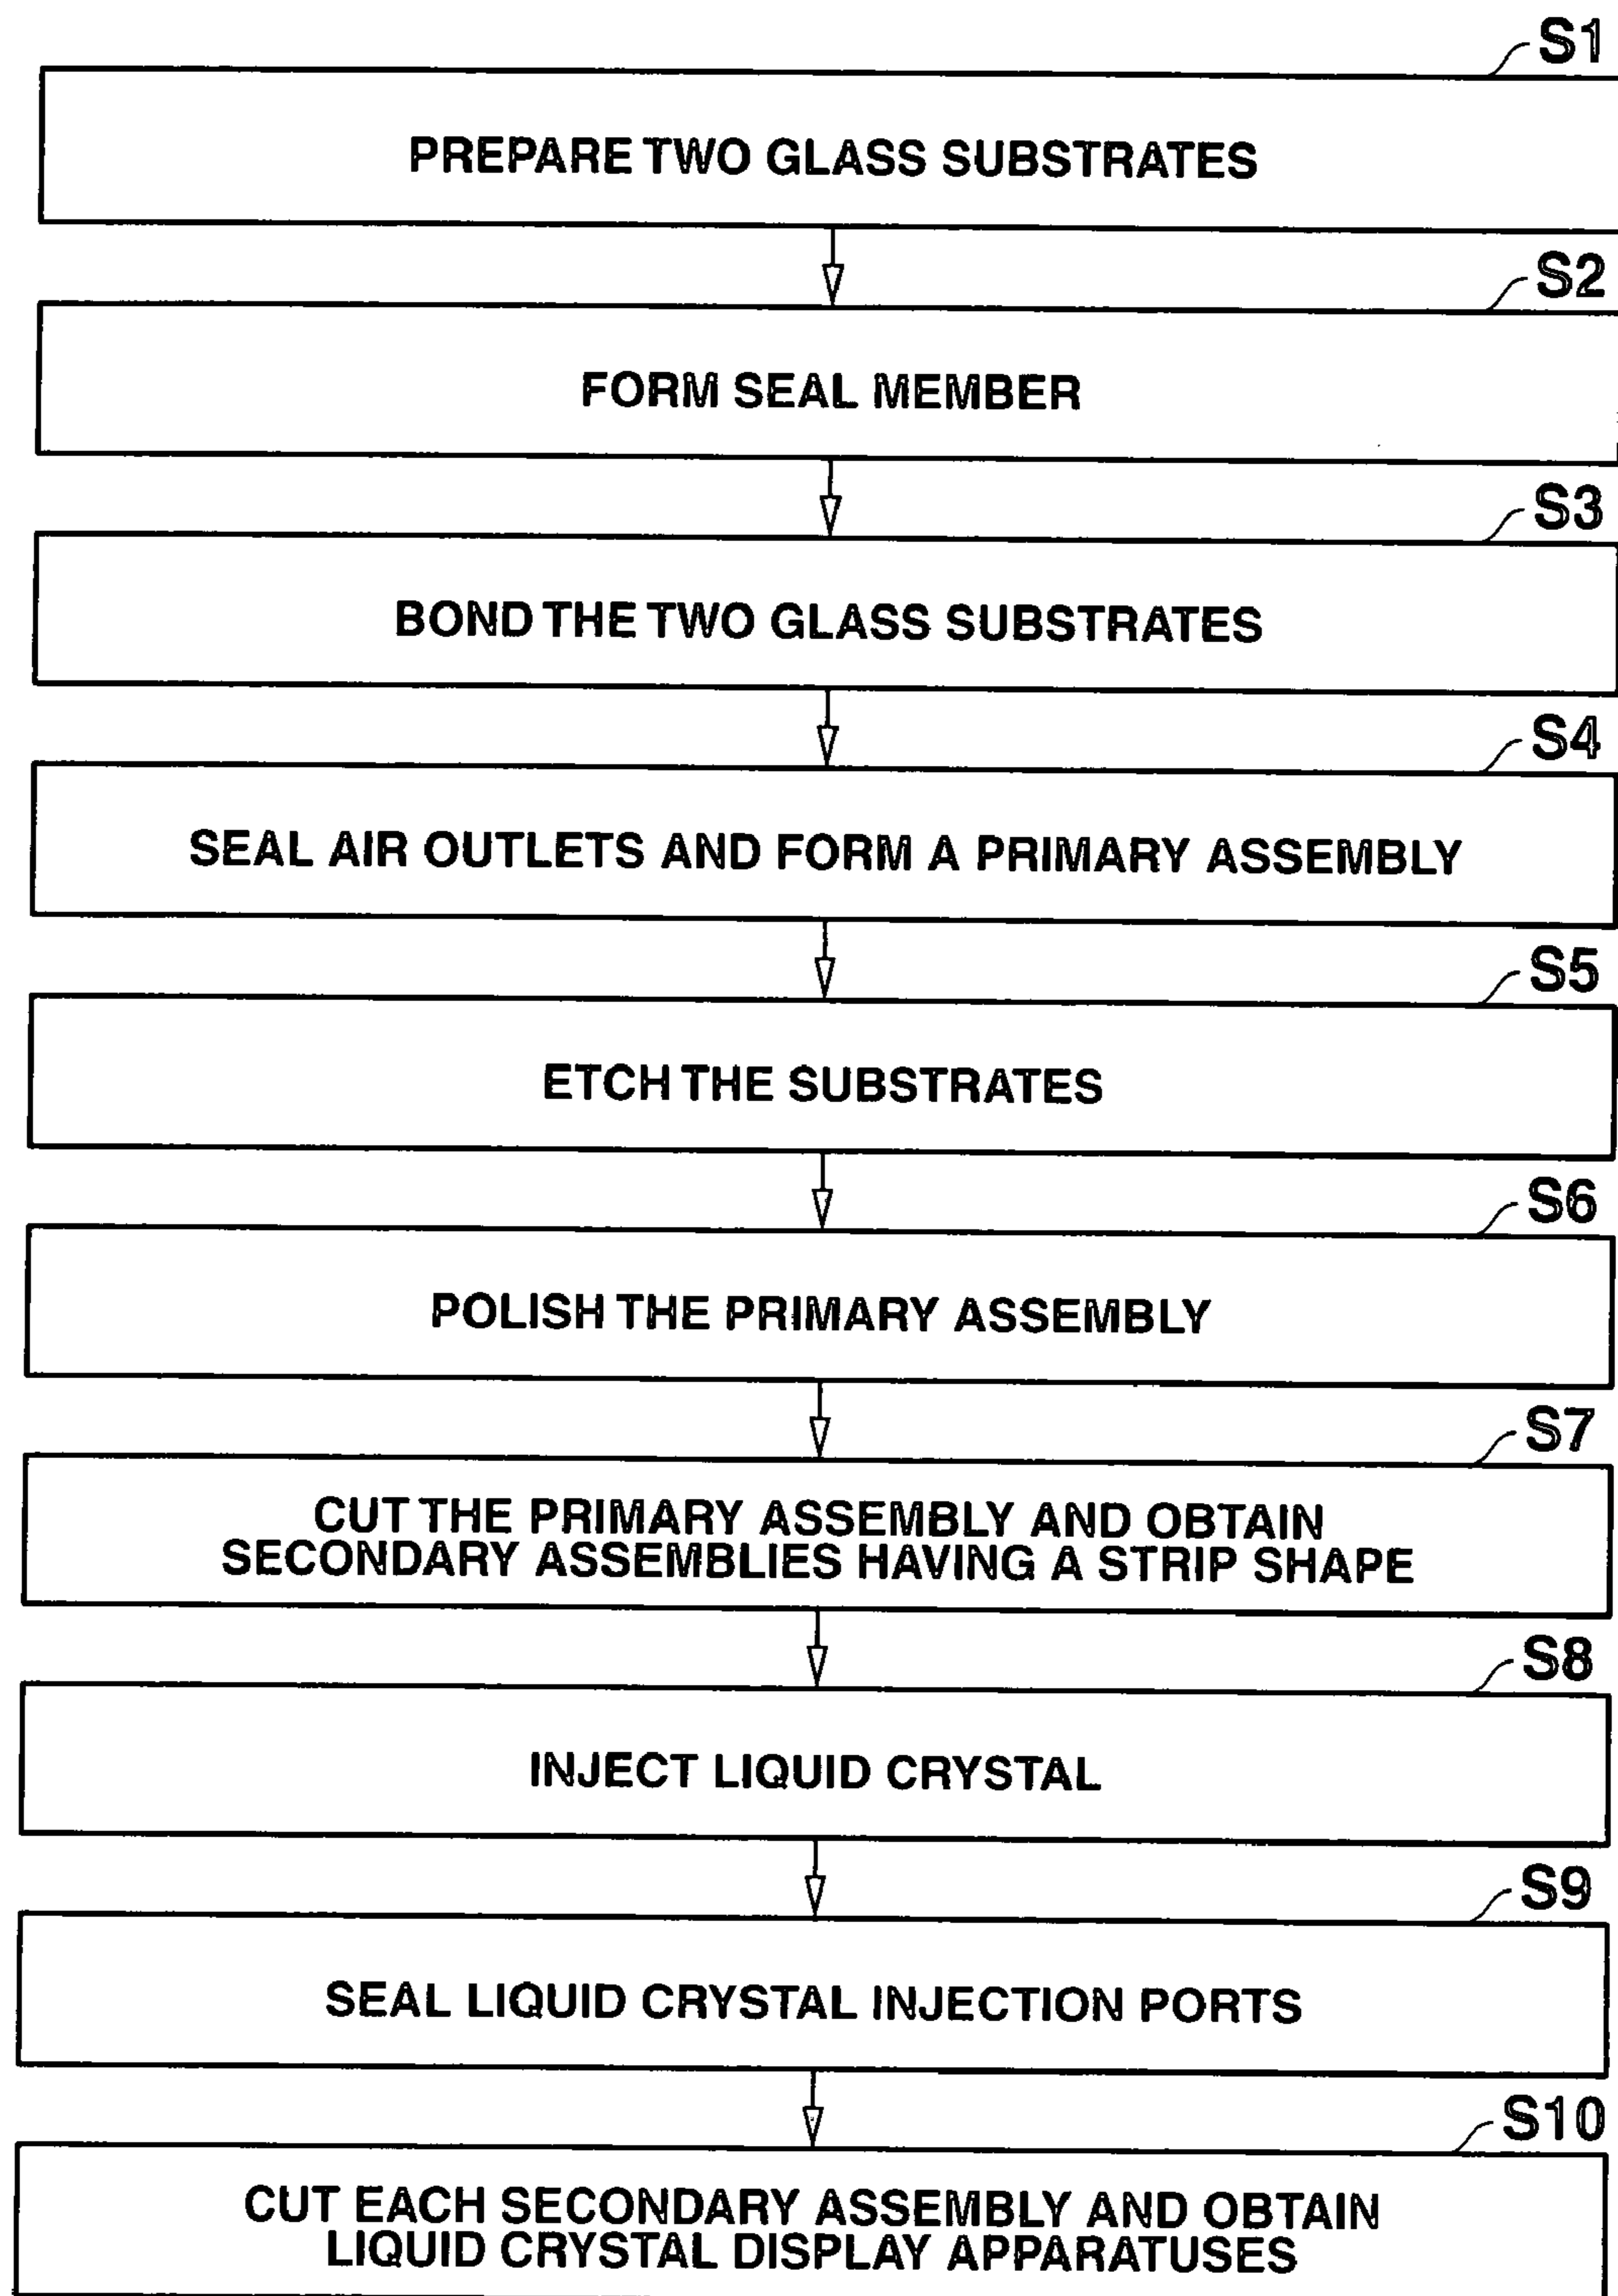 S1
PREPARE TWO GLASS SUBSTRATES
S2
FORM SEAL MEMBER
S3
BOND THE TWO GLASS SUBSTRATES
S4
SEAL AIR OUTLETS AND FORM A PRIMARY ASSEMBLY
S5
ETCH THE SUBSTRATES
S6
POLISH THE PRIMARY ASSEMBLY
S7
CUT THE PRIMARY ASSEMBLY AND OBTAIN
SECONDARY ASSEMBLIES HAVING A STRIP SHAPE
S8
INJECT LIQUID CRYSTAL
S9
SEAL LIQUID CRYSTAL INJECTION PORTS
S10
CUT EACH SECONDARY ASSEMBLY AND OBTAIN
LIQUID CRYSTAL DISPLAY APPARATUSES